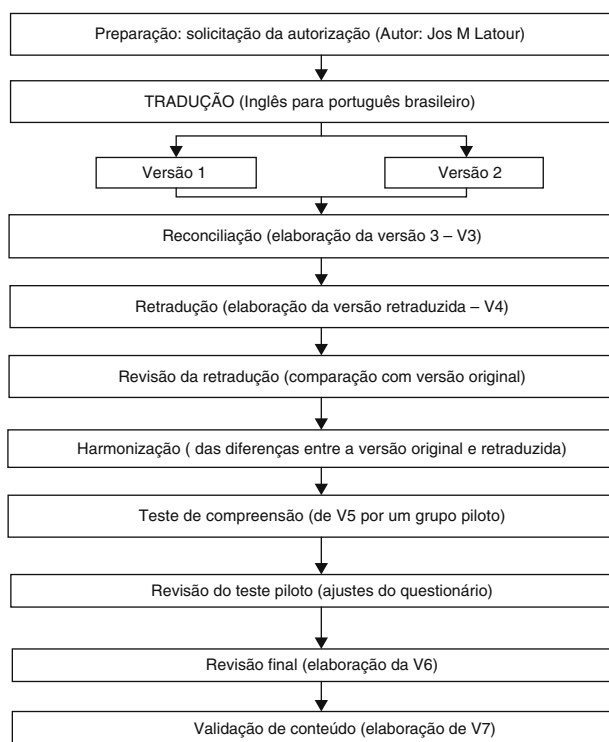 Preparação: solicitação da autorização (Autor: Jos M Latour)
TRADUÇÃO (Inglês para português brasileiro)
Versão 1
Versão 2
Reconciliação (elaboração da versão 3 – V3)
Retradução (elaboração da versão retraduzida – V4)
Revisão da retradução (comparação com versão original)
Harmonização ( das diferenças entre a versão original e retraduzida)
Teste de compreensão (de V5 por um grupo piloto)
Revisão do teste piloto (ajustes do questionário)
Revisão final (elaboração da V6)
Validação de conteúdo (elaboração de V7)